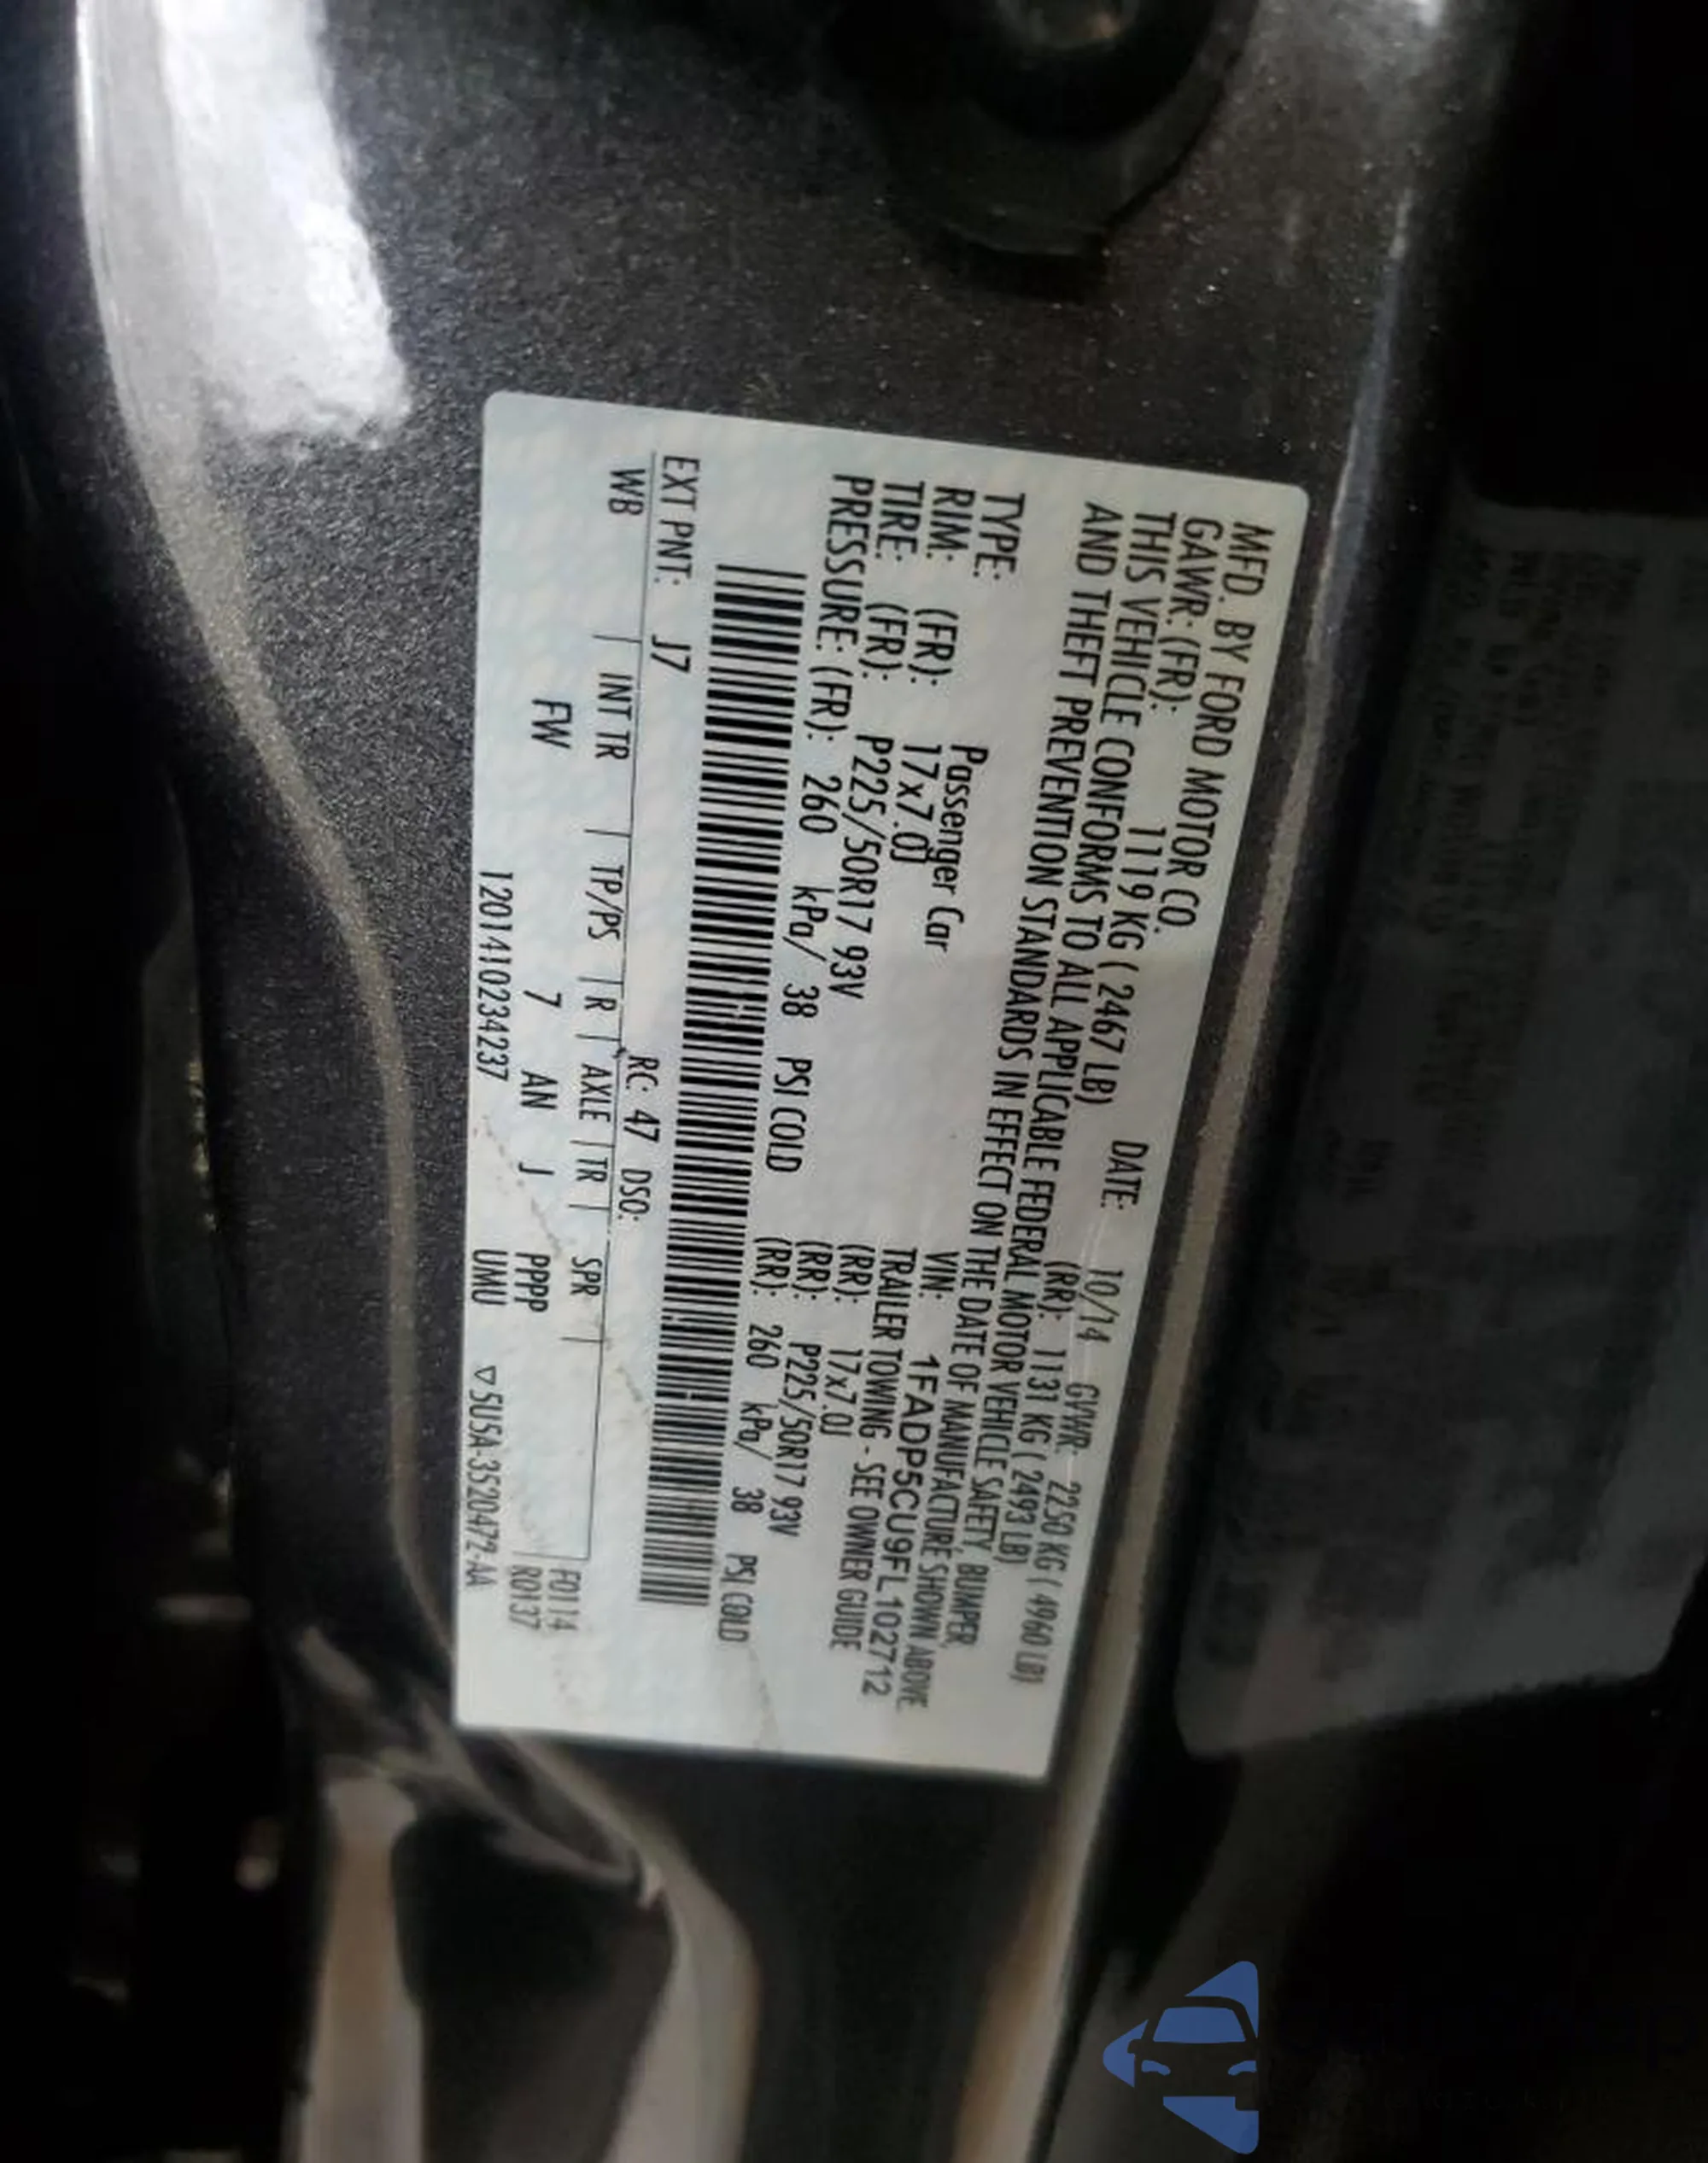 MFD. BY FORD MOTOR CO. DATE: 10/14 GVWR: 2250 KG ( 4960 LB)
GAWR: (FR): 1119 KG ( 2467 LB) (RR): 1131 KG ( 2493 LB)
THIS VEHICLE CONFORMS TO ALL APPLICABLE FEDERAL MOTOR VEHICLE SAFETY, BUMPER,
AND THEFT PREVENTION STANDARDS IN EFFECT ON THE DATE OF MANUFACTURE SHOWN ABOVE.
VIN: 1FADP5CU9FL102712
TYPE: Passenger Car TRAILER TOWING - SEE OWNER GUIDE
RIM: (FR): 17x7.0J (RR): 17x7.0J
TIRE: (FR): P225/50R17 93V (RR): P225/50R17 93V
PRESSURE: (FR): 260 kPa/ 38 PSI COLD (RR): 260 kPa/ 38 PSI COLD
EXT PNT: J7 RC: 47 DSO:
WB | INT TR | TP/PS | R | AXLE | TR | SPR | F0114
FW 7 AN J PPPP R0137
1201410234237 UMU ▽5U5A-3520472-AA